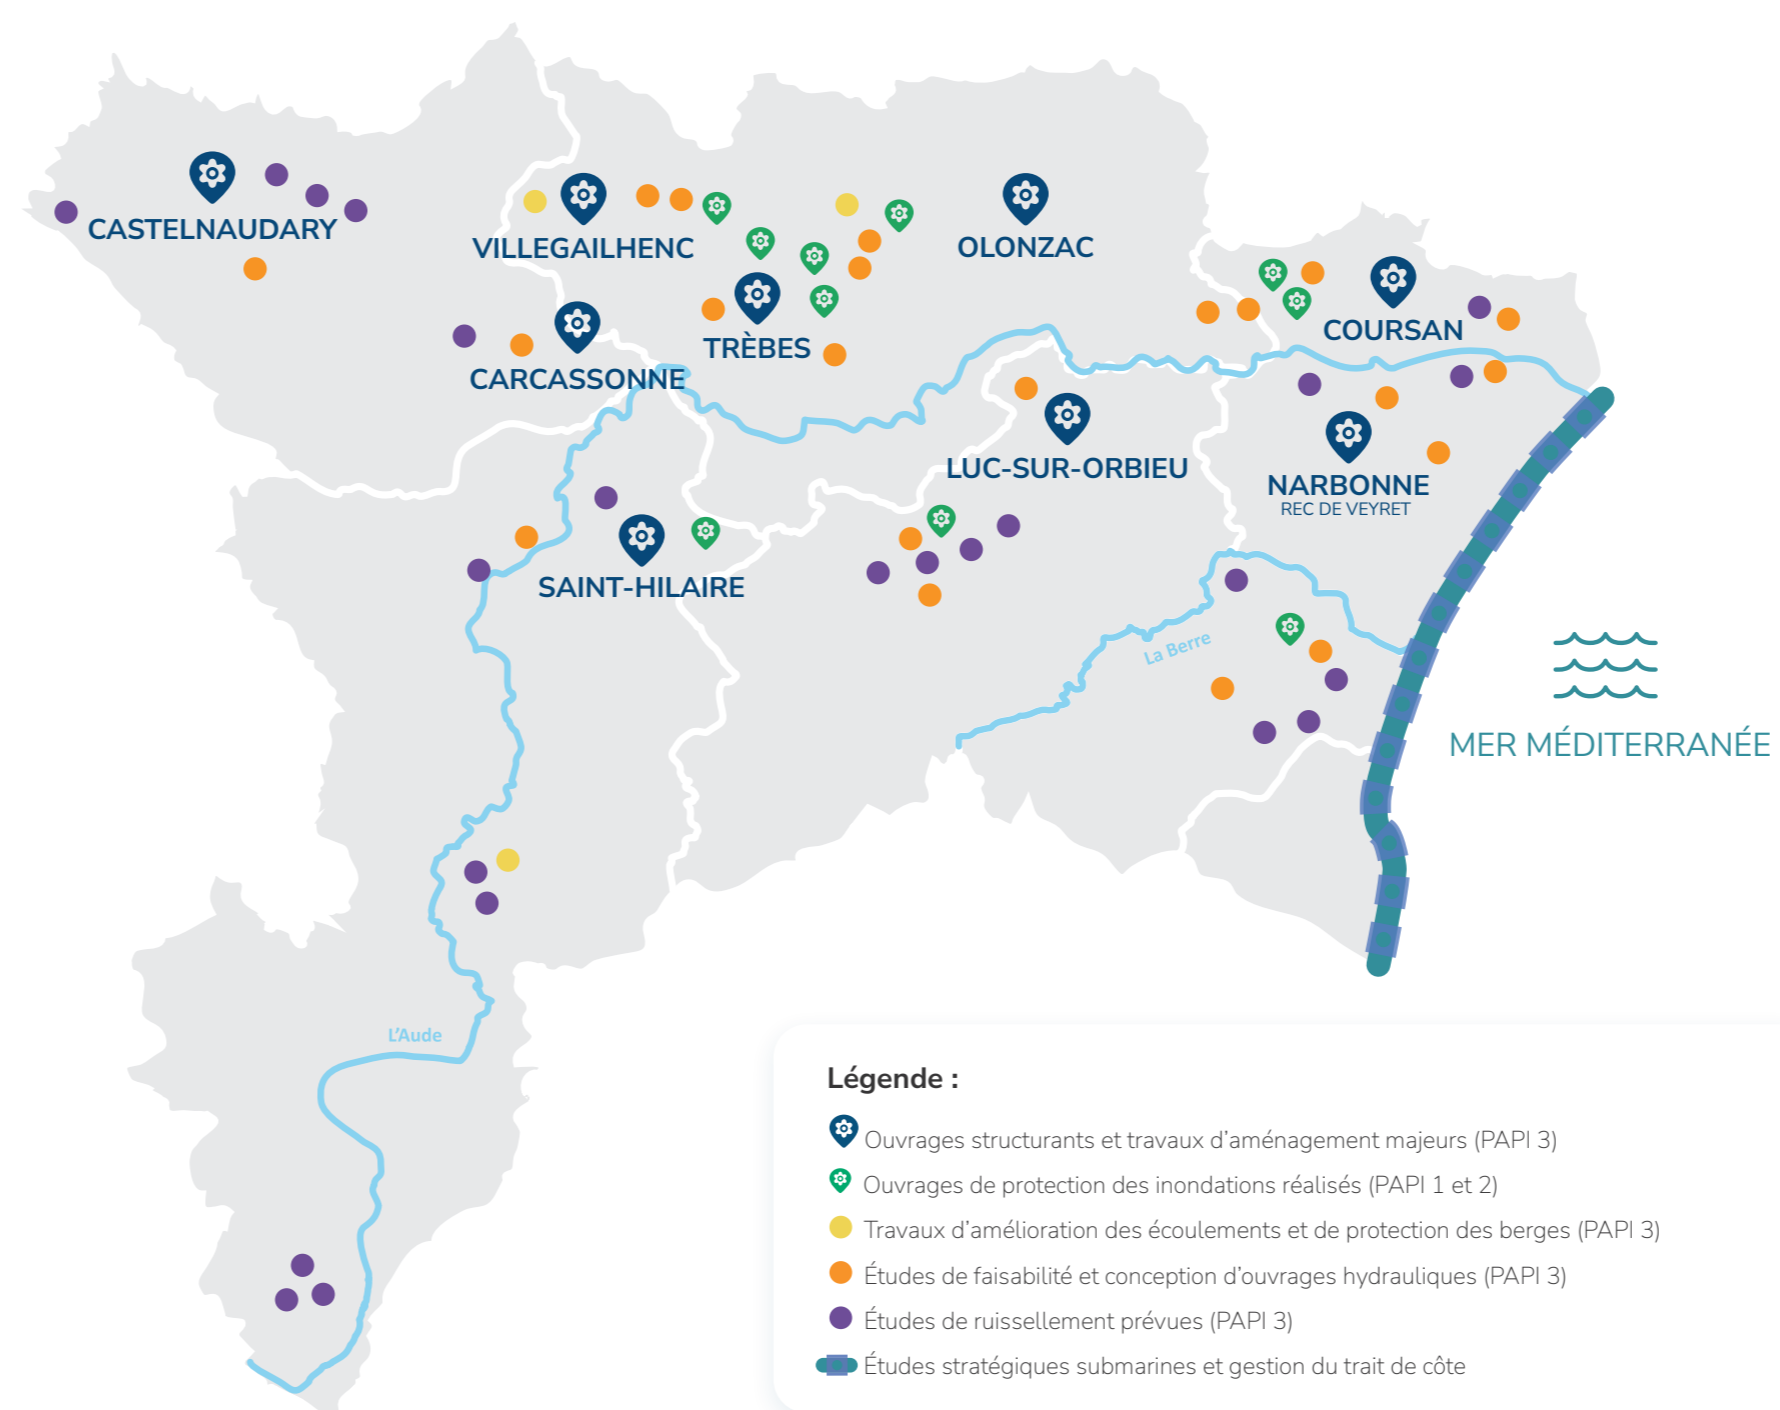 CASTELNAUDARY
VILLEGAILHENC
OLONZAC
TRÈBES
COURSAN
CARCASSONNE
LUC-SUR-ORBIEU
NARBONNE
REC DE VEYRET
SAINT-HILAIRE
La Berre
MER MÉDITERRANÉE
L'Aude
Légende :
Ouvrages structurants et travaux d'aménagement majeurs (PAPI 3)
Ouvrages de protection des inondations réalisés (PAPI 1 et 2)
Travaux d'amélioration des écoulements et de protection des berges (PAPI 3)
Études de faisabilité et conception d'ouvrages hydrauliques (PAPI 3)
Études de ruissellement prévues (PAPI 3)
Études stratégiques submarines et gestion du trait de côte